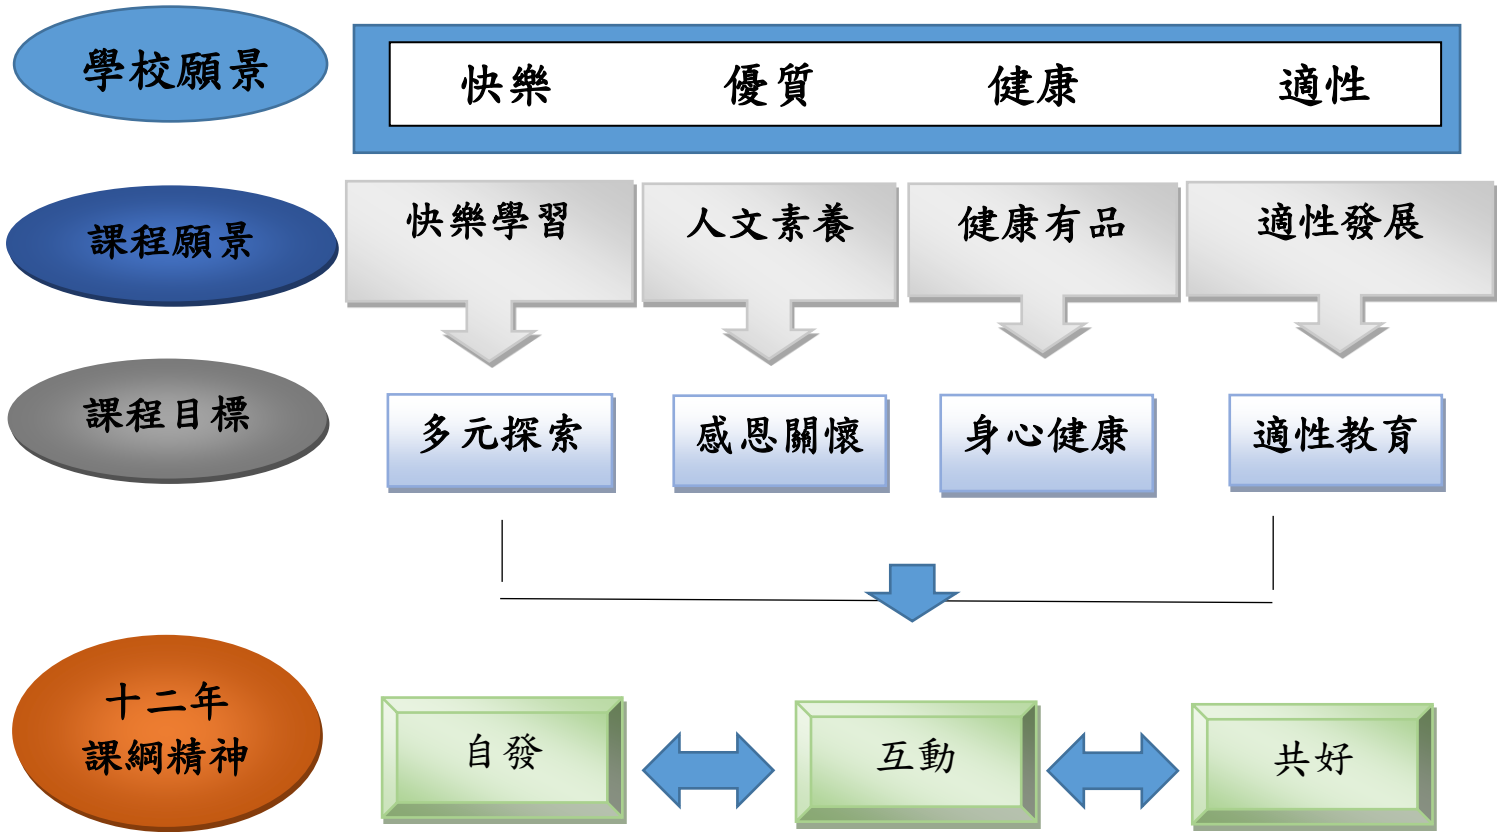 學校願景
快樂 優質 健康 適性
課程願景
快樂學習 人文素養 健康有品 適性發展
課程目標
多元探索 感恩關懷 身心健康 適性教育
十二年
課綱精神
自發 互動 共好